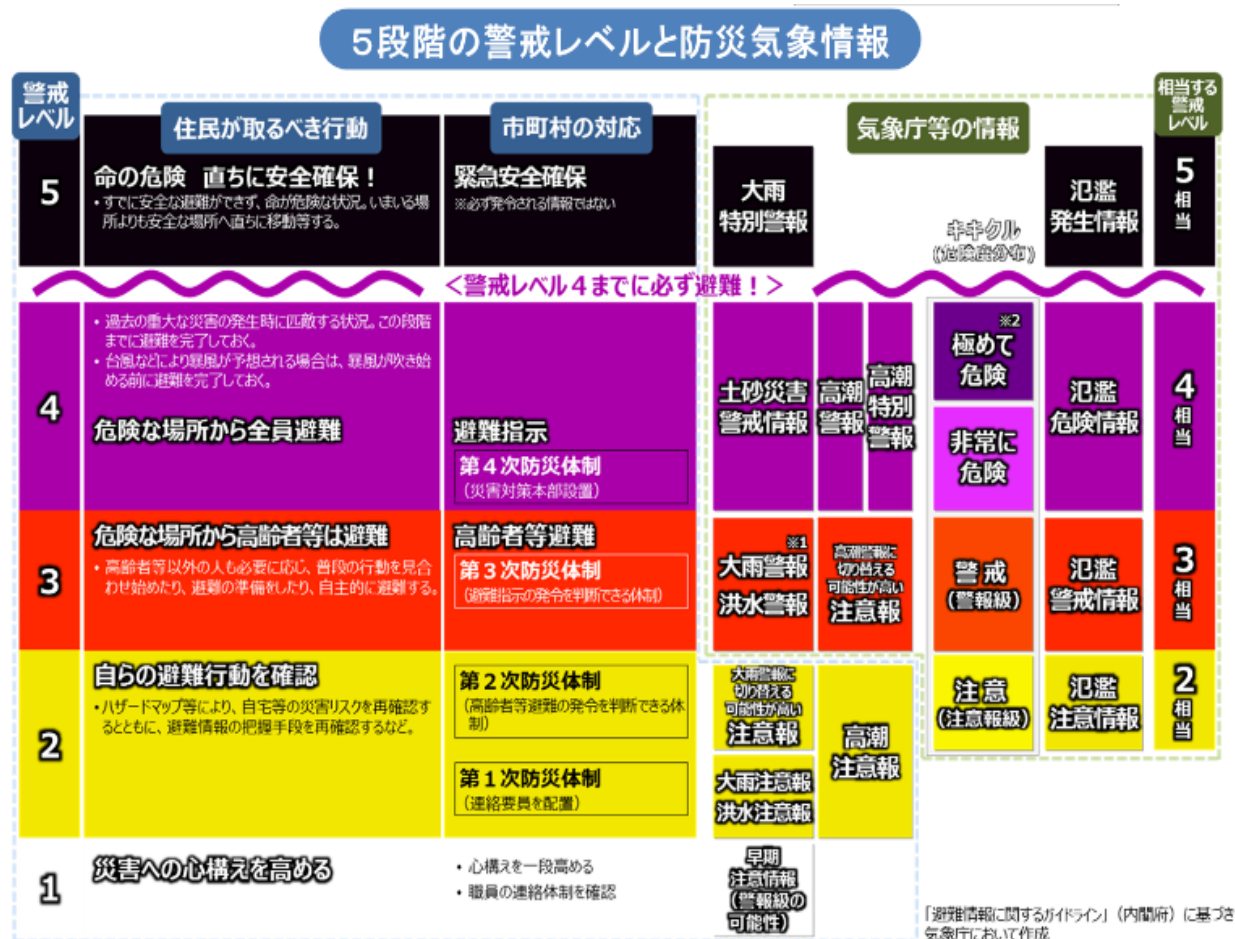 5段階の警戒レベルと防災気象情報
警戒
レベル
住民が取るべき行動
市町村の対応
気象庁等の情報
相当する
警戒
レベル
5
命の危険 直ちに安全確保！
・すでに安全な避難ができず、命が危険な状況。いまいる場
所よりも安全な場所へ直ちに移動等する。
緊急安全確保
※必ず発令される情報ではない
大雨
特別警報
キキクル
(危険度分布)
氾濫
発生情報
5
相
当
＜警戒レベル４までに必ず避難！＞
4
・過去の重大な災害の発生時に匹敵する状況。この段階
までに避難を完了しておく。
・台風などにより暴風が予想される場合は、暴風が吹き始
める前に避難を完了しておく。
危険な場所から全員避難
避難指示
第４次防災体制
（災害対策本部設置）
土砂災害
警戒情報
高潮
警報
高潮
特別
警報
※2
極めて
危険
非常に
危険
氾濫
危険情報
4
相
当
3
危険な場所から高齢者等は避難
・高齢者等以外の人も必要に応じ、普段の行動を見合
わせ始めたり、避難の準備をしたり、自主的に避難する。
高齢者等避難
第３次防災体制
（避難指示の発令を判断できる体制）
※1
大雨警報
洪水警報
高潮警報に
切り替える
可能性が高い
注意報
警戒
（警報級）
氾濫
警戒情報
3
相
当
2
自らの避難行動を確認
・ハザードマップ等により、自宅等の災害リスクを再確認す
るとともに、避難情報の把握手段を再確認するなど。
第２次防災体制
（高齢者等避難の発令を判断できる体
制）
第１次防災体制
（連絡要員を配置）
大雨警報に
切り替える
可能性が高い
注意報
大雨注意報
洪水注意報
高潮
注意報
注意
（注意報級）
氾濫
注意情報
2
相
当
1
災害への心構えを高める
・心構えを一段高める
・職員の連絡体制を確認
早期
注意情報
（警報級の
可能性）
「避難情報に関するガイドライン」（内閣府）に基づき
気象庁において作成